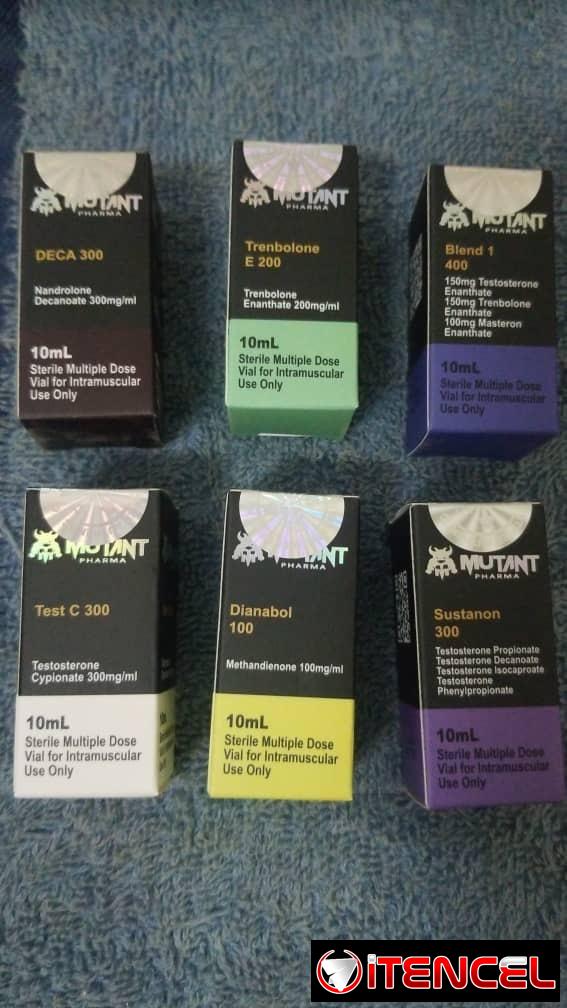 MUTANT
PHARMA
DECA 300
Nandrolone
Decanoate 300mg/ml
10mL
Sterile Multiple Dose
Vial for Intramuscular
Use Only
MUTANT
PHARMA
Trenbolone
E 200
Trenbolone
Enanthate 200mg/ml
10mL
Sterile Multiple Dose
Vial for Intramuscular
Use Only
MUTANT
PHARMA
Blend 1
400
150mg Testosterone
Enanthate
150mg Trenbolone
Enanthate
100mg Masteron
Enanthate
10mL
Sterile Multiple Dose
Vial for Intramuscular
Use Only
MUTANT
PHARMA
Test C 300
Testosterone
Cypionate 300mg/ml
10mL
Sterile Multiple Dose
Vial for Intramuscular
Use Only
MUTANT
PHARMA
Dianabol
100
Methandienone 100mg/ml
10mL
Sterile Multiple Dose
Vial for Intramuscular
Use Only
MUTANT
PHARMA
Sustanon
300
Testosterone Propionate
Testosterone Decanoate
Testosterone Isocaproate
Testosterone
Phenylpropionate
10mL
Sterile Multiple Dose
Vial for Intramuscular
Use Only
iTENCEL